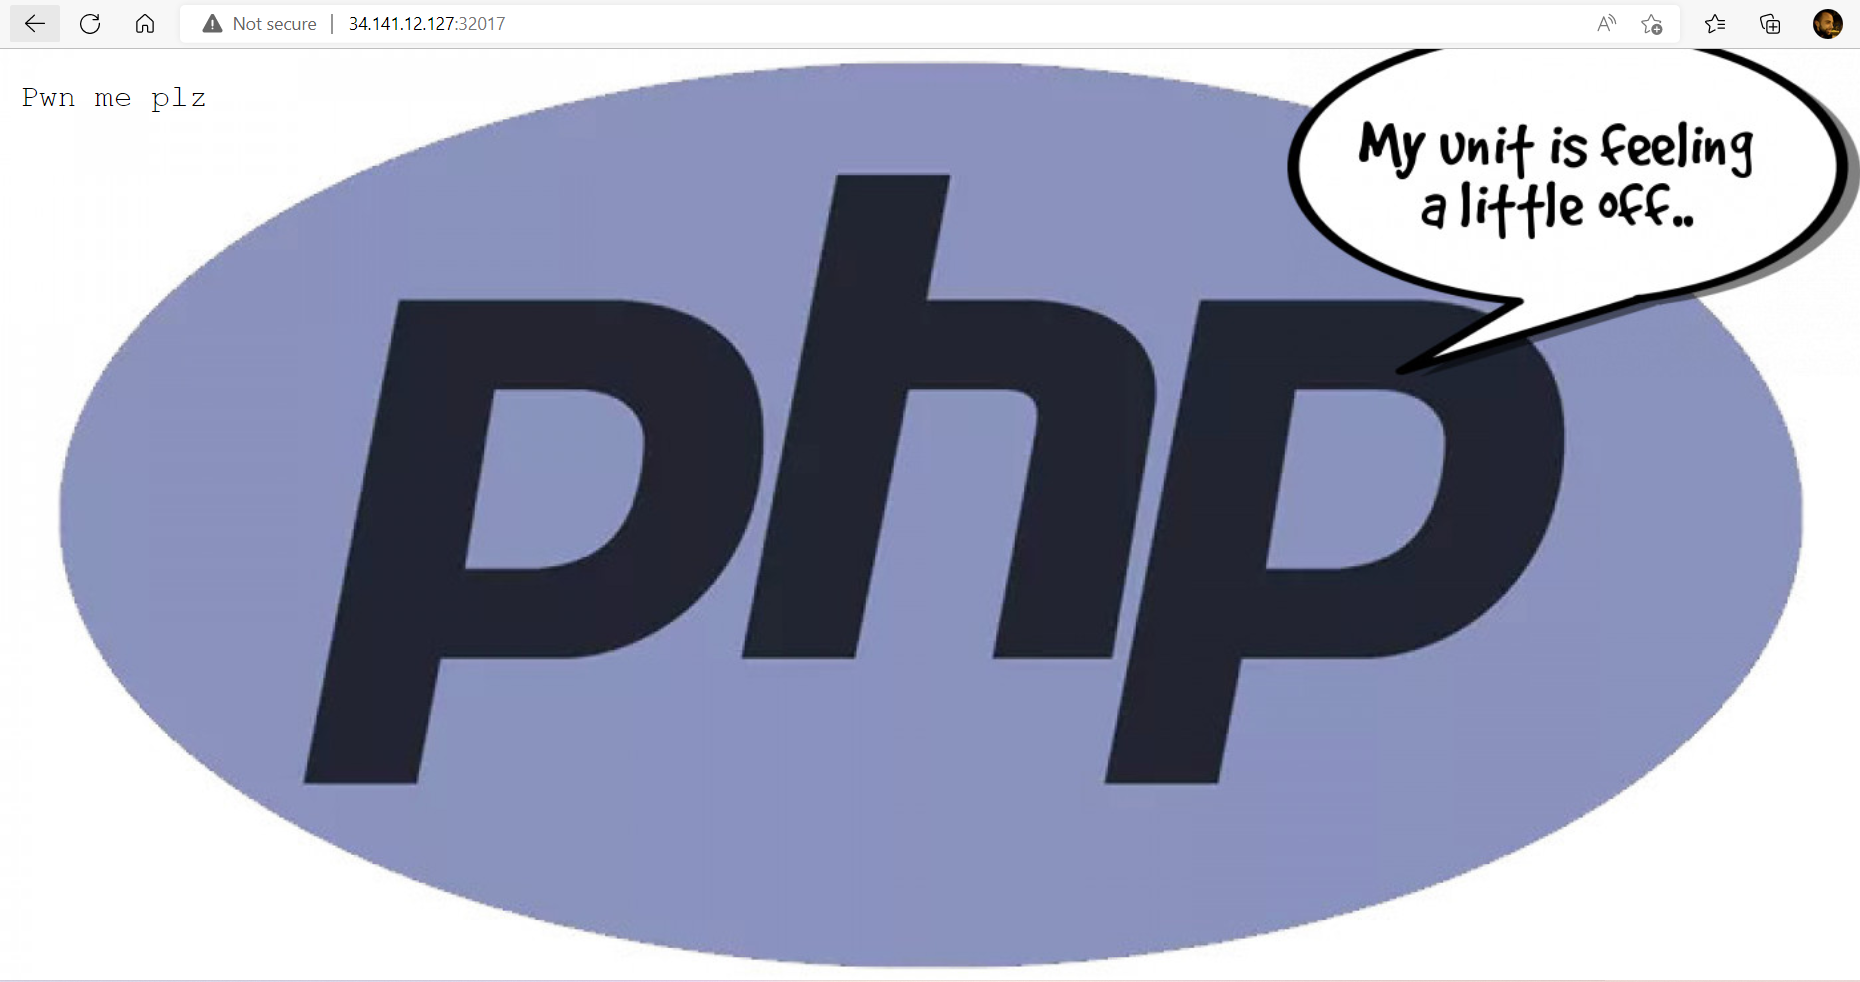 Not secure | 34.141.12.127:32017
Pwn me plz
My unit is feeling
a little off..
php